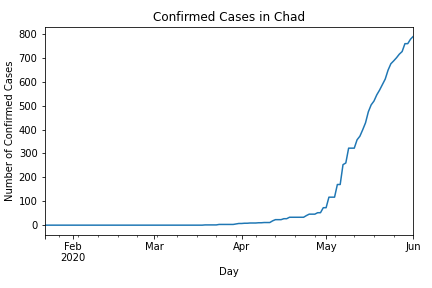 Confirmed Cases in Chad
Number of Confirmed Cases
800
700
600
500
400
300
200
100
0
Feb
2020
Mar
Apr
May
Jun
Day